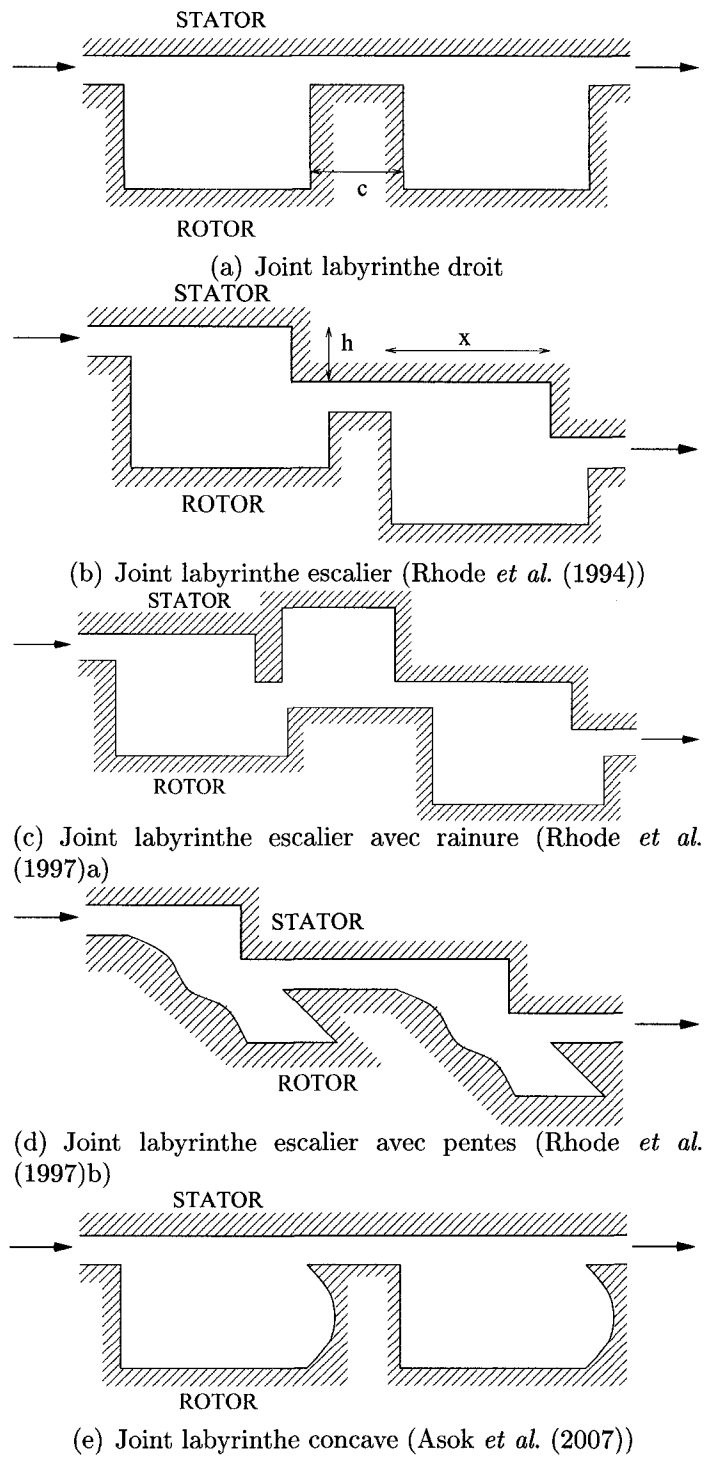 STATOR
c
ROTOR
(a) Joint labyrinthe droit
STATOR
h
x
ROTOR
(b) Joint labyrinthe escalier (Rhode et al. (1994))
STATOR
ROTOR
(c) Joint labyrinthe escalier avec rainure (Rhode et al.
(1997)a)
STATOR
ROTOR
(d) Joint labyrinthe escalier avec pentes (Rhode et al.
(1997)b)
STATOR
ROTOR
(e) Joint labyrinthe concave (Asok et al. (2007))